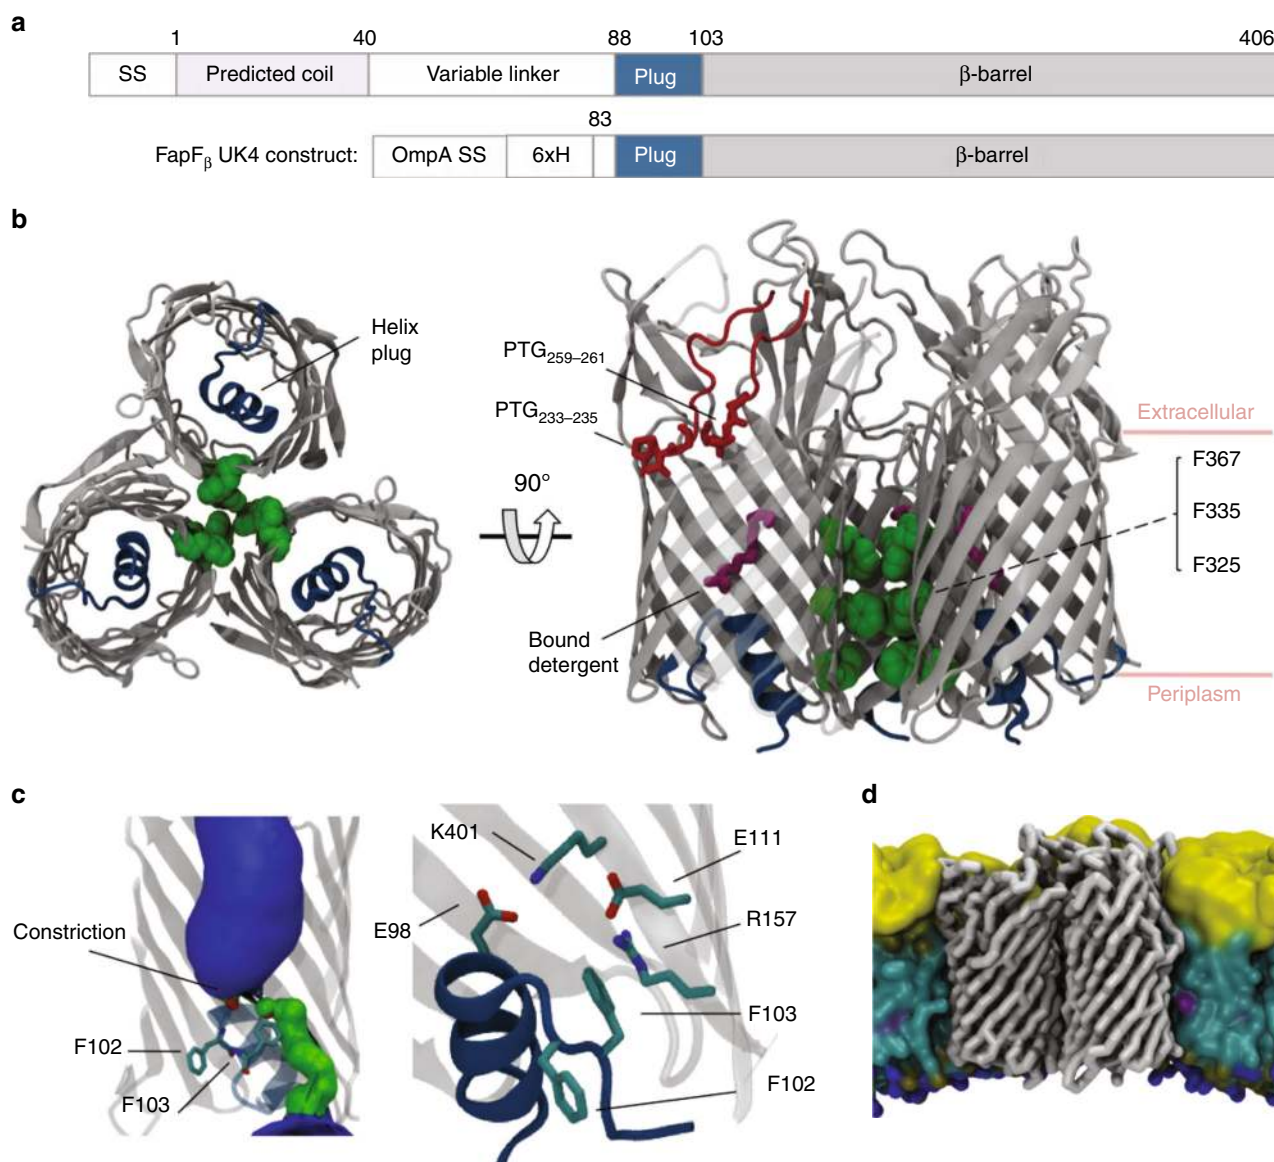 a
1 40 88 103 406
SS Predicted coil Variable linker Plug β-barrel
83
FapFβ UK4 construct: OmpA SS 6xH Plug β-barrel
b
Helix
plug
PTG259–261
PTG233–235
90°
Bound
detergent
Extracellular
F367
F335
F325
Periplasm
c
Constriction
F102
F103
K401
E111
E98
R157
F103
F102
d